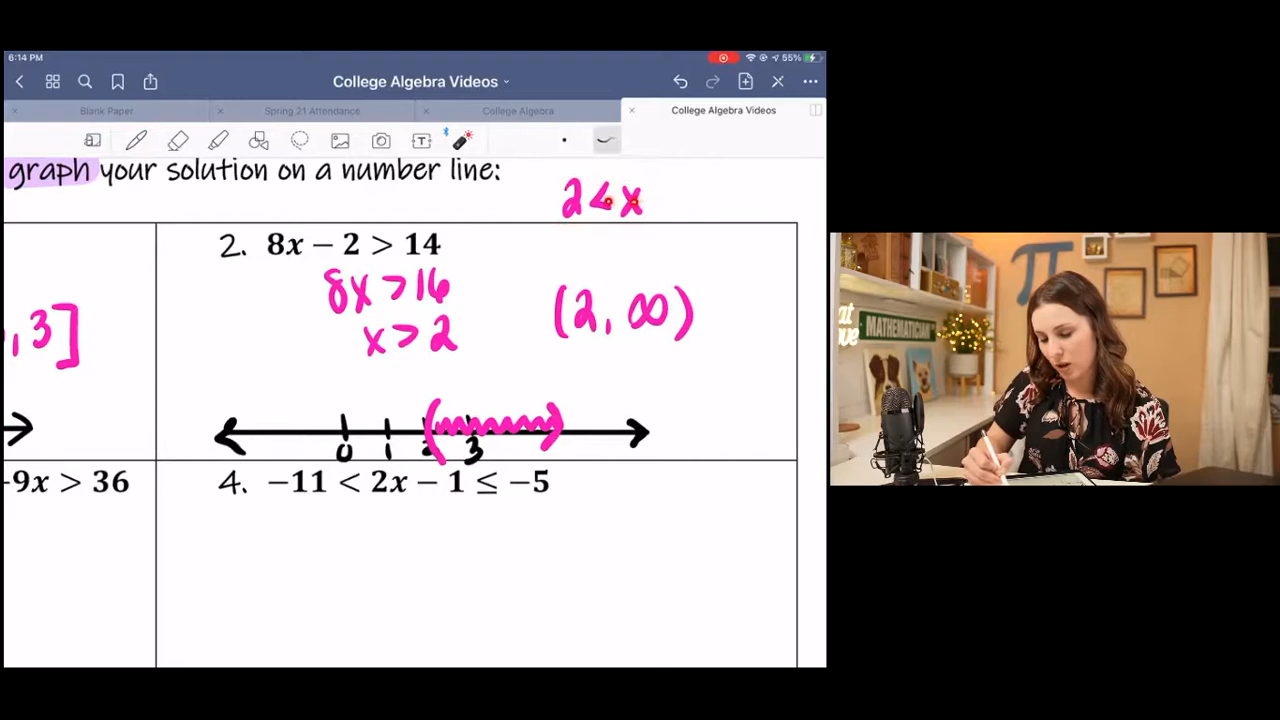 6:14 PM
55%
College Algebra Videos
Blank Paper
Spring 21 Attendance
College Algebra
College Algebra Videos
graph your solution on a number line:
2 < x
2. 8x − 2 > 14
8x > 16
x > 2
(2, ∞)
, 3]
0 1 3
-9x > 36
4. −11 < 2x − 1 ≤ −5
MATHEMATICIAN